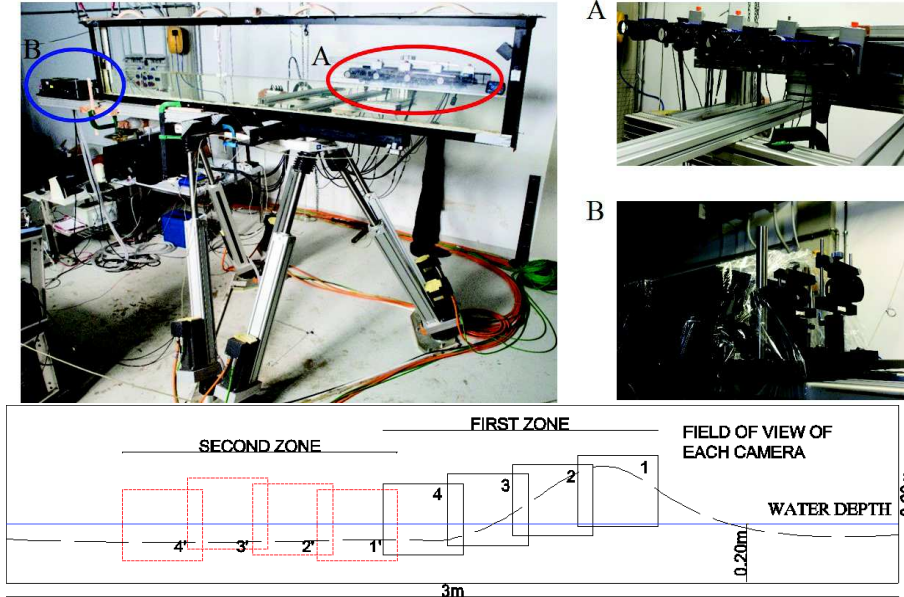 B
A
A
B
FIRST ZONE
SECOND ZONE
FIELD OF VIEW OF
EACH CAMERA
1
2
3
4
WATER DEPTH
4'
3'
2'
1'
0.20m
3m